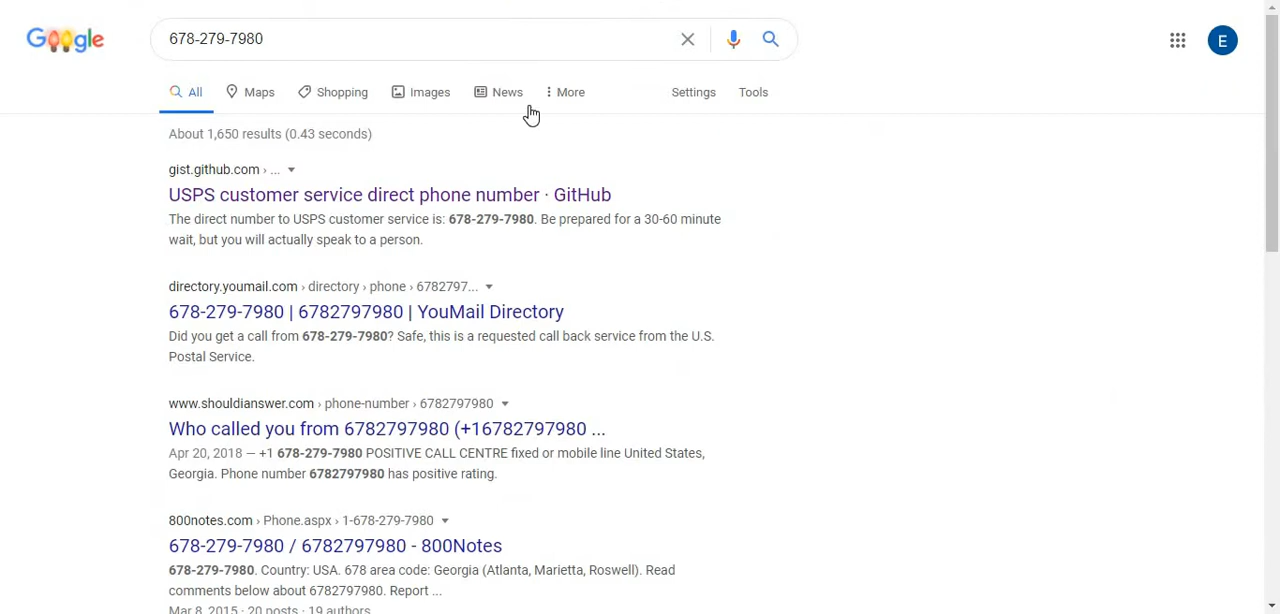 Google
678-279-7980
E
All Maps Shopping Images News More Settings Tools
About 1,650 results (0.43 seconds)
gist.github.com › ...
USPS customer service direct phone number · GitHub
The direct number to USPS customer service is: 678-279-7980. Be prepared for a 30-60 minute
wait, but you will actually speak to a person.
directory.youmail.com › directory › phone › 6782797...
678-279-7980 | 6782797980 | YouMail Directory
Did you get a call from 678-279-7980? Safe, this is a requested call back service from the U.S.
Postal Service.
www.shouldianswer.com › phone-number › 6782797980
Who called you from 6782797980 (+16782797980 ...
Apr 20, 2018 — +1 678-279-7980 POSITIVE CALL CENTRE fixed or mobile line United States,
Georgia. Phone number 6782797980 has positive rating.
800notes.com › Phone.aspx › 1-678-279-7980
678-279-7980 / 6782797980 - 800Notes
678-279-7980. Country: USA. 678 area code: Georgia (Atlanta, Marietta, Roswell). Read
comments below about 6782797980. Report ...
Mar 8, 2015 · 20 posts · 19 authors